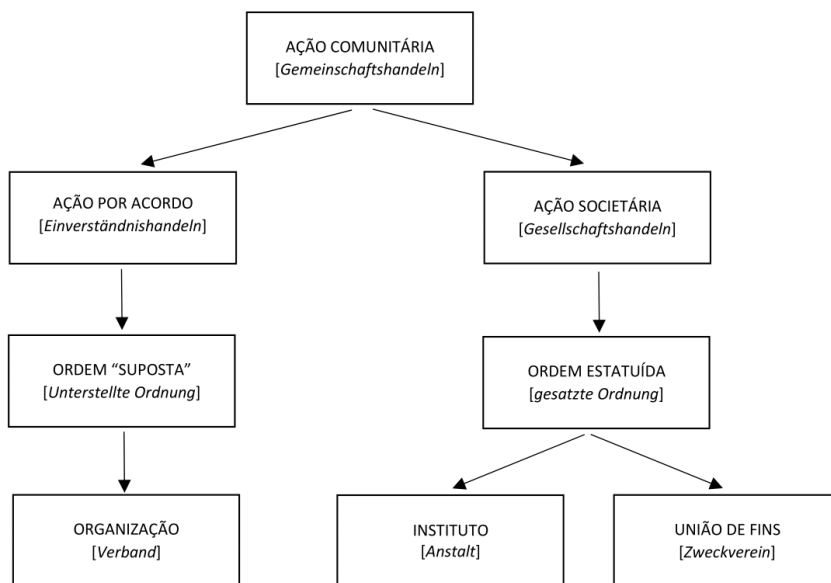 AÇÃO COMUNITÁRIA
[Gemeinschaftshandeln]
AÇÃO POR ACORDO
[Einverständnishandeln]
AÇÃO SOCIETÁRIA
[Gesellschaftshandeln]
ORDEM “SUPOSTA”
[Unterstellte Ordnung]
ORDEM ESTATUÍDA
[gesatzte Ordnung]
ORGANIZAÇÃO
[Verband]
INSTITUTO
[Anstalt]
UNIÃO DE FINS
[Zweckverein]